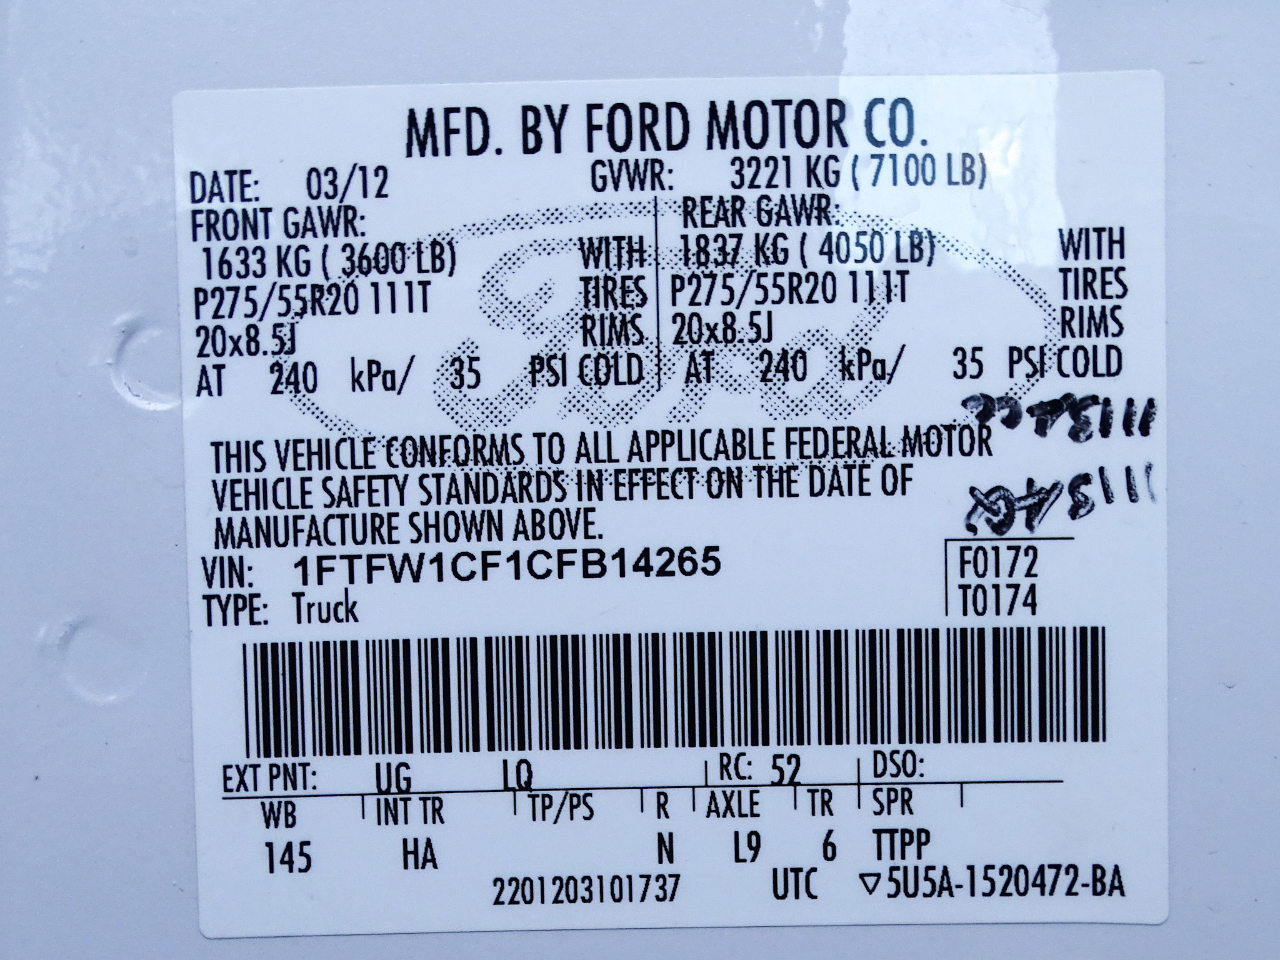 MFD. BY FORD MOTOR CO.
DATE: 03/12 GVWR: 3221 KG ( 7100 LB)
FRONT GAWR: REAR GAWR:
1633 KG ( 3600 LB) WITH 1837 KG ( 4050 LB) WITH
P275/55R20 111T TIRES P275/55R20 111T TIRES
20x8.5J RIMS 20x8.5J RIMS
AT 240 kPa/ 35 PSI COLD AT 240 kPa/ 35 PSI COLD
Ford
THIS VEHICLE CONFORMS TO ALL APPLICABLE FEDERAL MOTOR
VEHICLE SAFETY STANDARDS IN EFFECT ON THE DATE OF
MANUFACTURE SHOWN ABOVE.
VIN: 1FTFW1CF1CFB14265
TYPE: Truck
F0172
T0174
EXT PNT: UG LQ RC: 52 DSO:
WB INT TR TP/PS R AXLE TR SPR
145 HA N L9 6 TTPP
2201203101737 UTC ▽5U5A-1520472-BA